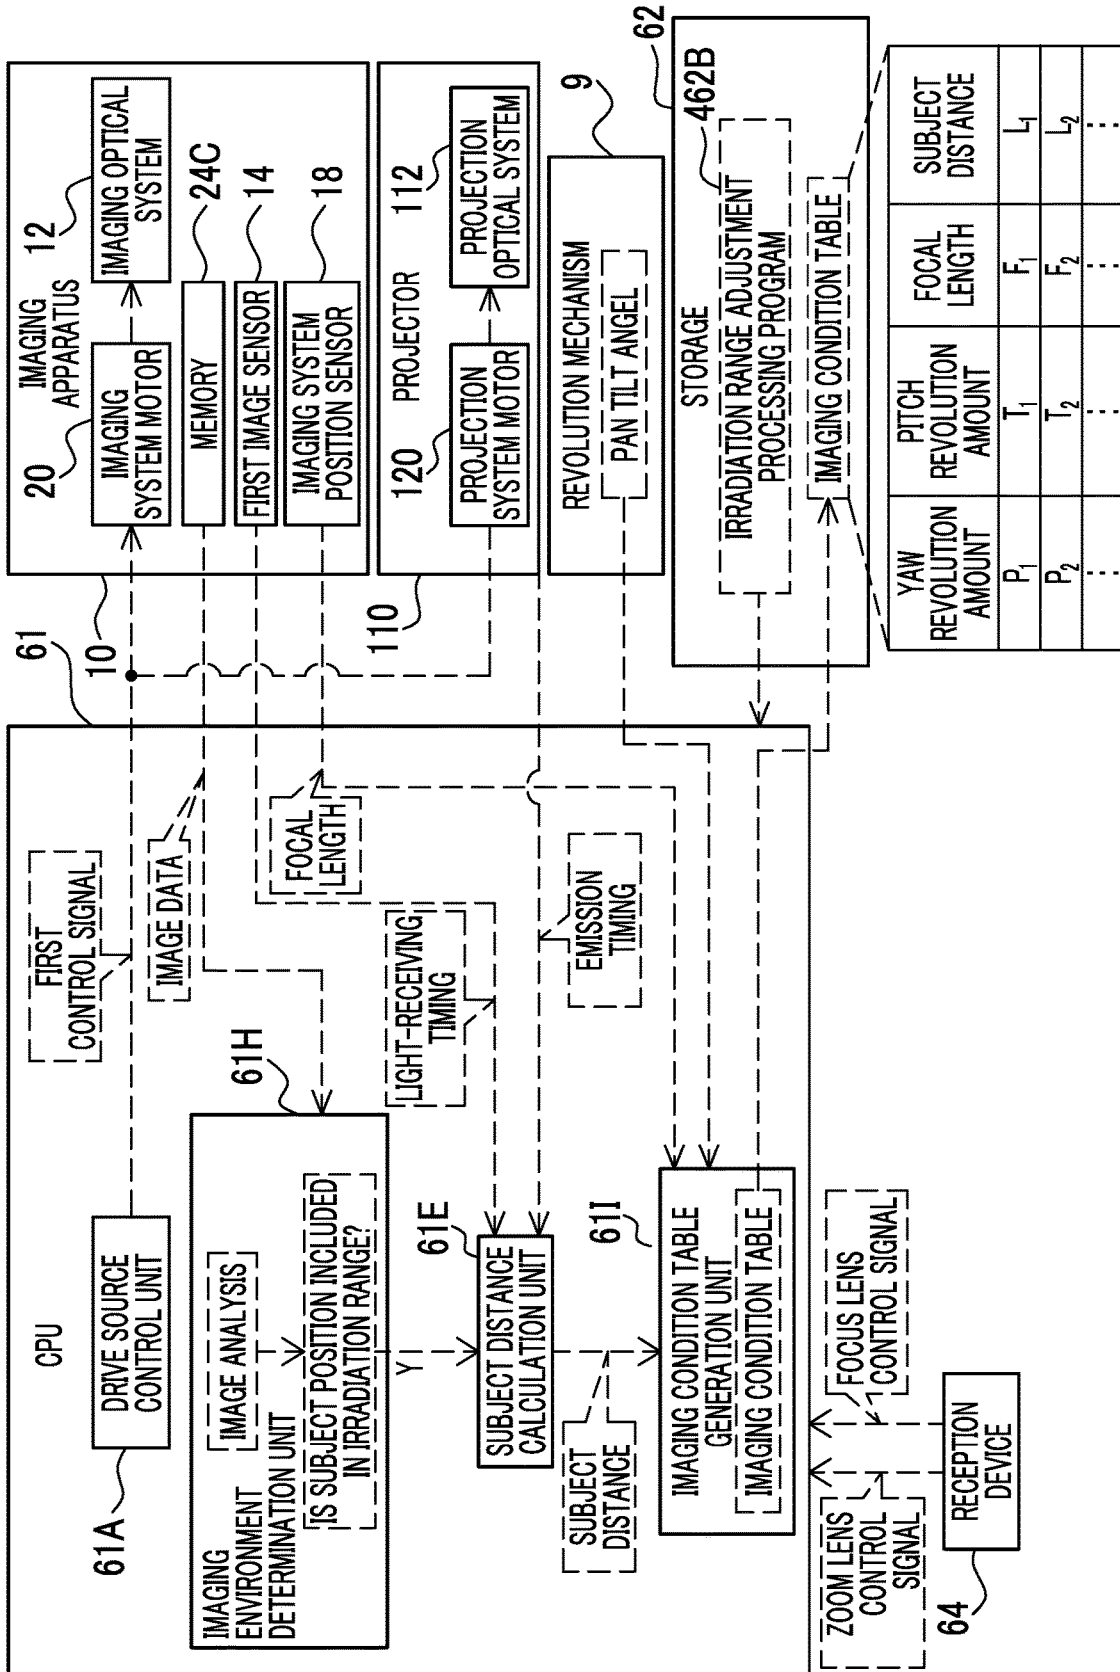 CPU
61
61A
DRIVE SOURCE
CONTROL UNIT
FIRST
CONTROL SIGNAL
IMAGE DATA
IMAGING
ENVIRONMENT
DETERMINATION UNIT
61H
IMAGE ANALYSIS
IS SUBJECT POSITION INCLUDED
IN IRRADIATION RANGE?
Y
FOCAL
LENGTH
LIGHT-RECEIVING
TIMING
61E
SUBJECT DISTANCE
CALCULATION UNIT
EMISSION
TIMING
SUBJECT
DISTANCE
61I
IMAGING CONDITION TABLE
GENERATION UNIT
IMAGING CONDITION TABLE
ZOOM LENS
CONTROL
SIGNAL
FOCUS LENS
CONTROL SIGNAL
64
RECEPTION
DEVICE
10
IMAGING
APPARATUS
20
IMAGING
SYSTEM MOTOR
12
IMAGING OPTICAL
SYSTEM
MEMORY
24C
FIRST IMAGE SENSOR
14
IMAGING SYSTEM
POSITION SENSOR
18
110
PROJECTOR
120
PROJECTION
SYSTEM MOTOR
112
PROJECTION
OPTICAL SYSTEM
REVOLUTION MECHANISM
9
PAN TILT ANGEL
STORAGE
62
462B
IRRADIATION RANGE ADJUSTMENT
PROCESSING PROGRAM
IMAGING CONDITION TABLE
YAW
REVOLUTION
AMOUNT
PITCH
REVOLUTION
AMOUNT
FOCAL
LENGTH
SUBJECT
DISTANCE
P1 T1 F1 L1
P2 T2 F2 L2
⋮ ⋮ ⋮ ⋮